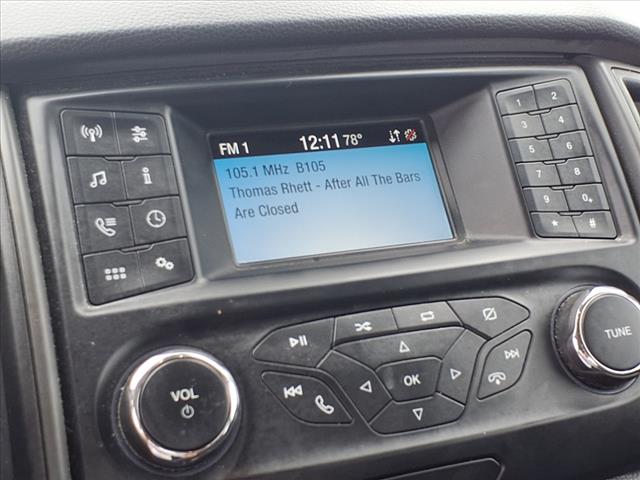 FM 1 12:11 78°
105.1 MHz B105
Thomas Rhett - After All The Bars
Are Closed
1 2
3 4
5 6
7 8
9 0+
* #
VOL
OK
TUNE